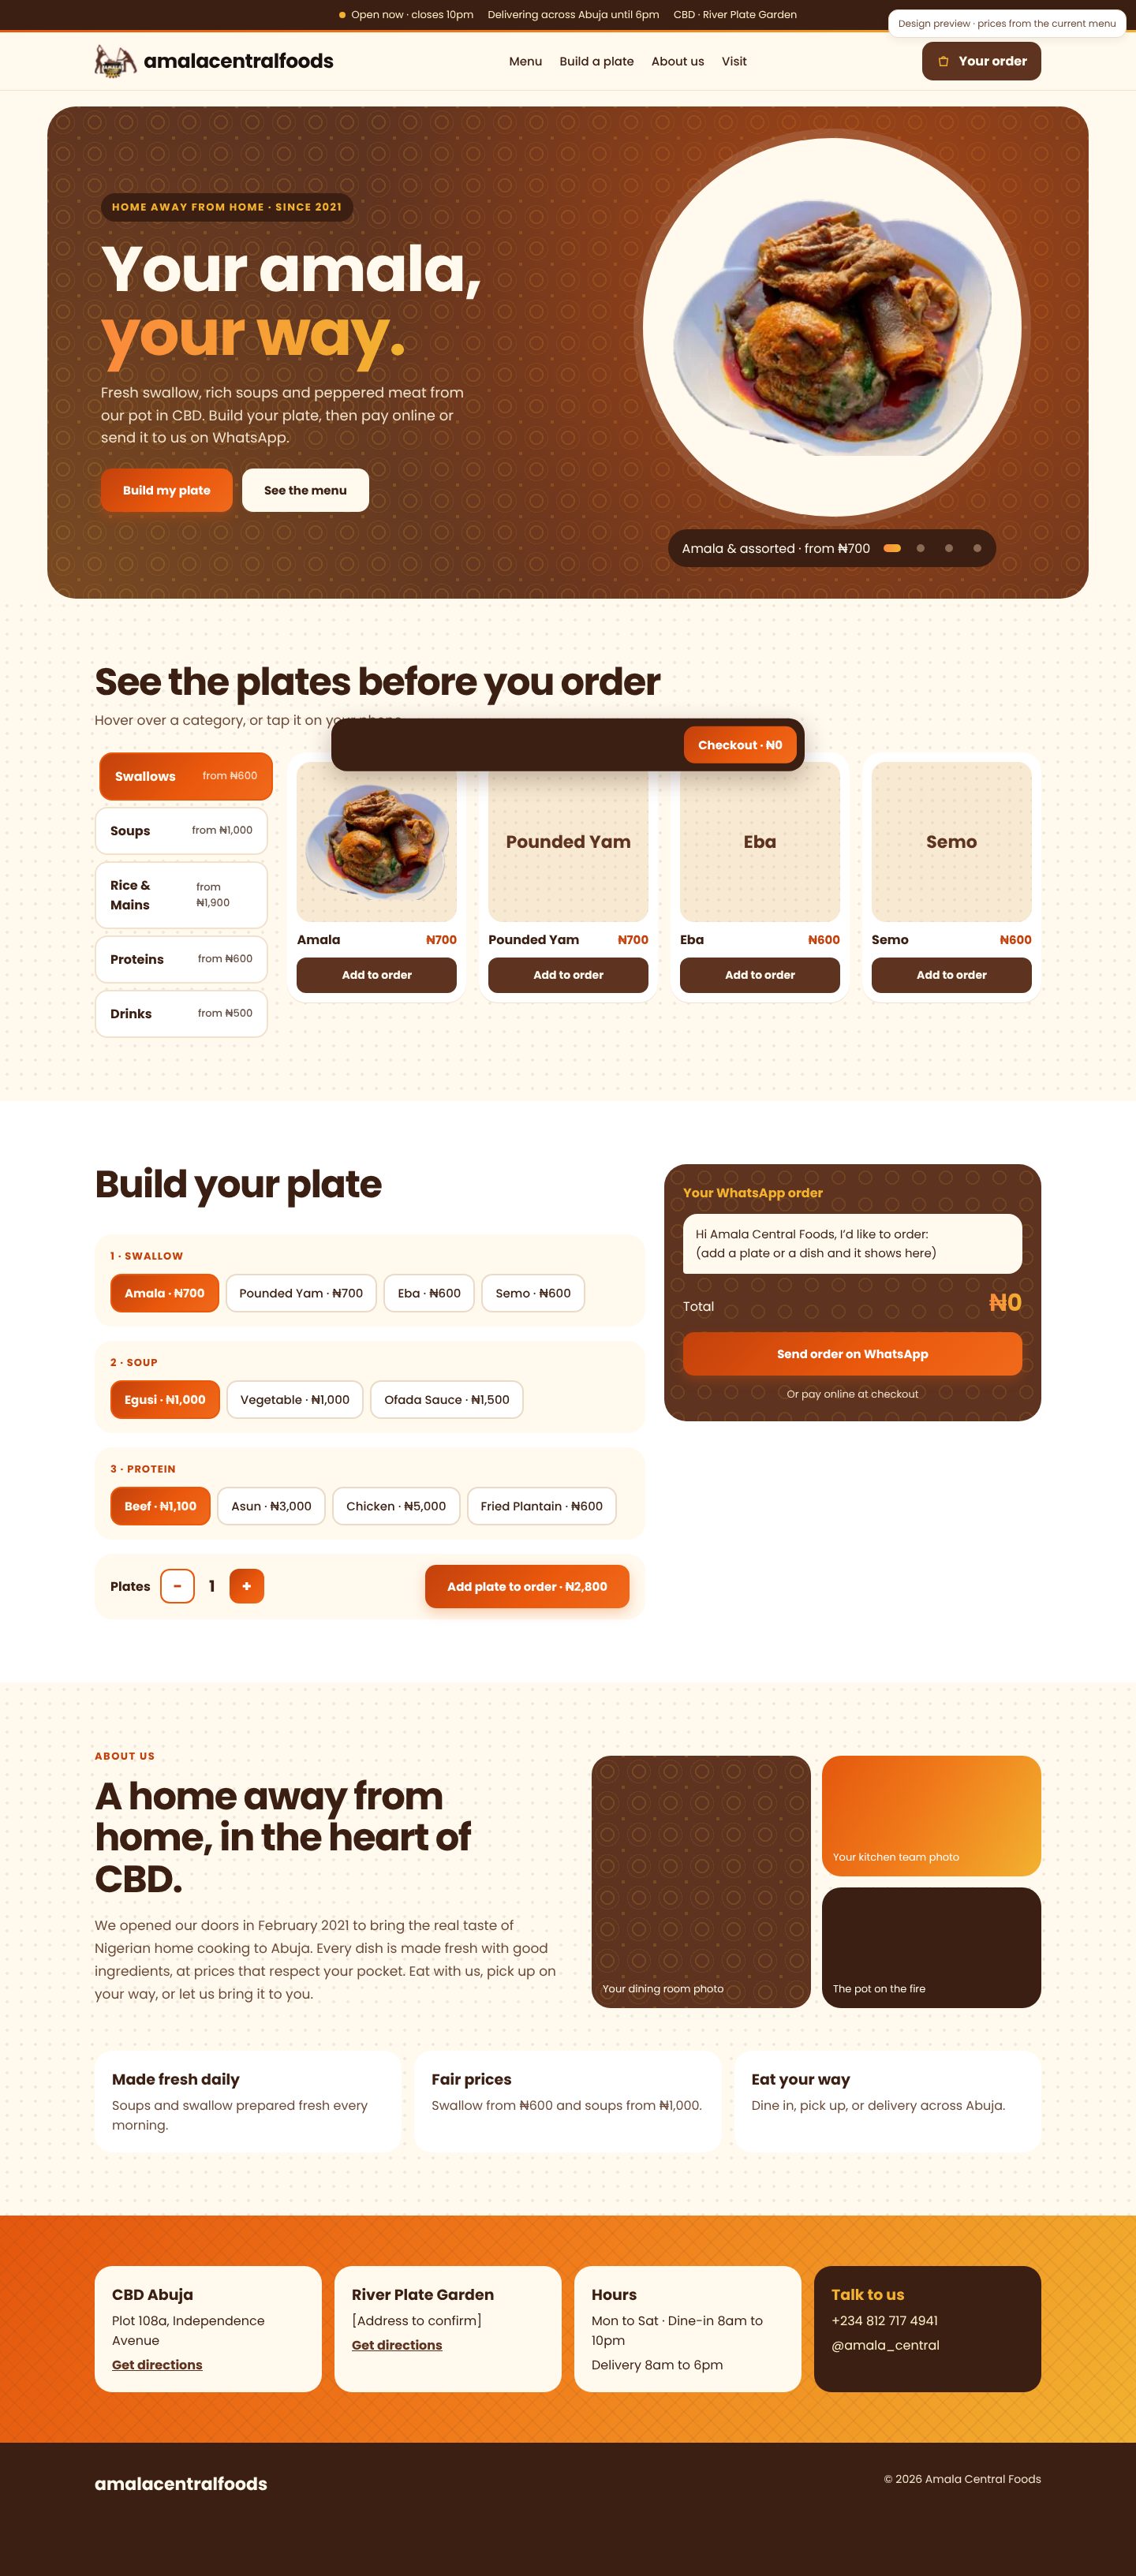 Open now · closes 10pm Delivering across Abuja until 6pm CBD · River Plate Garden
Design preview · prices from the current menu
amalacentralfoods
Menu Build a plate About us Visit
Your order
HOME AWAY FROM HOME · SINCE 2021
Your amala,
your way.
Fresh swallow, rich soups and peppered meat from
our pot in CBD. Build your plate, then pay online or
send it to us on WhatsApp.
Build my plate
See the menu
Amala & assorted · from ₦700
See the plates before you order
Hover over a category, or tap it on your phone.
Checkout · ₦0
Swallows from ₦600
Soups from ₦1,000
Rice &
Mains
from
₦1,900
Proteins from ₦600
Drinks from ₦500
Pounded Yam
Eba
Semo
Amala ₦700
Pounded Yam ₦700
Eba ₦600
Semo ₦600
Add to order
Add to order
Add to order
Add to order
Build your plate
1 · SWALLOW
Amala · ₦700
Pounded Yam · ₦700
Eba · ₦600
Semo · ₦600
2 · SOUP
Egusi · ₦1,000
Vegetable · ₦1,000
Ofada Sauce · ₦1,500
3 · PROTEIN
Beef · ₦1,100
Asun · ₦3,000
Chicken · ₦5,000
Fried Plantain · ₦600
Plates − 1 +
Add plate to order · ₦2,800
Your WhatsApp order
Hi Amala Central Foods, I’d like to order:
(add a plate or a dish and it shows here)
Total ₦0
Send order on WhatsApp
Or pay online at checkout
ABOUT US
A home away from
home, in the heart of
CBD.
We opened our doors in February 2021 to bring the real taste of
Nigerian home cooking to Abuja. Every dish is made fresh with good
ingredients, at prices that respect your pocket. Eat with us, pick up on
your way, or let us bring it to you.
Your dining room photo
Your kitchen team photo
The pot on the fire
Made fresh daily
Soups and swallow prepared fresh every
morning.
Fair prices
Swallow from ₦600 and soups from ₦1,000.
Eat your way
Dine in, pick up, or delivery across Abuja.
CBD Abuja
Plot 108a, Independence
Avenue
Get directions
River Plate Garden
[Address to confirm]
Get directions
Hours
Mon to Sat · Dine-in 8am to
10pm
Delivery 8am to 6pm
Talk to us
+234 812 717 4941
@amala_central
amalacentralfoods
© 2026 Amala Central Foods